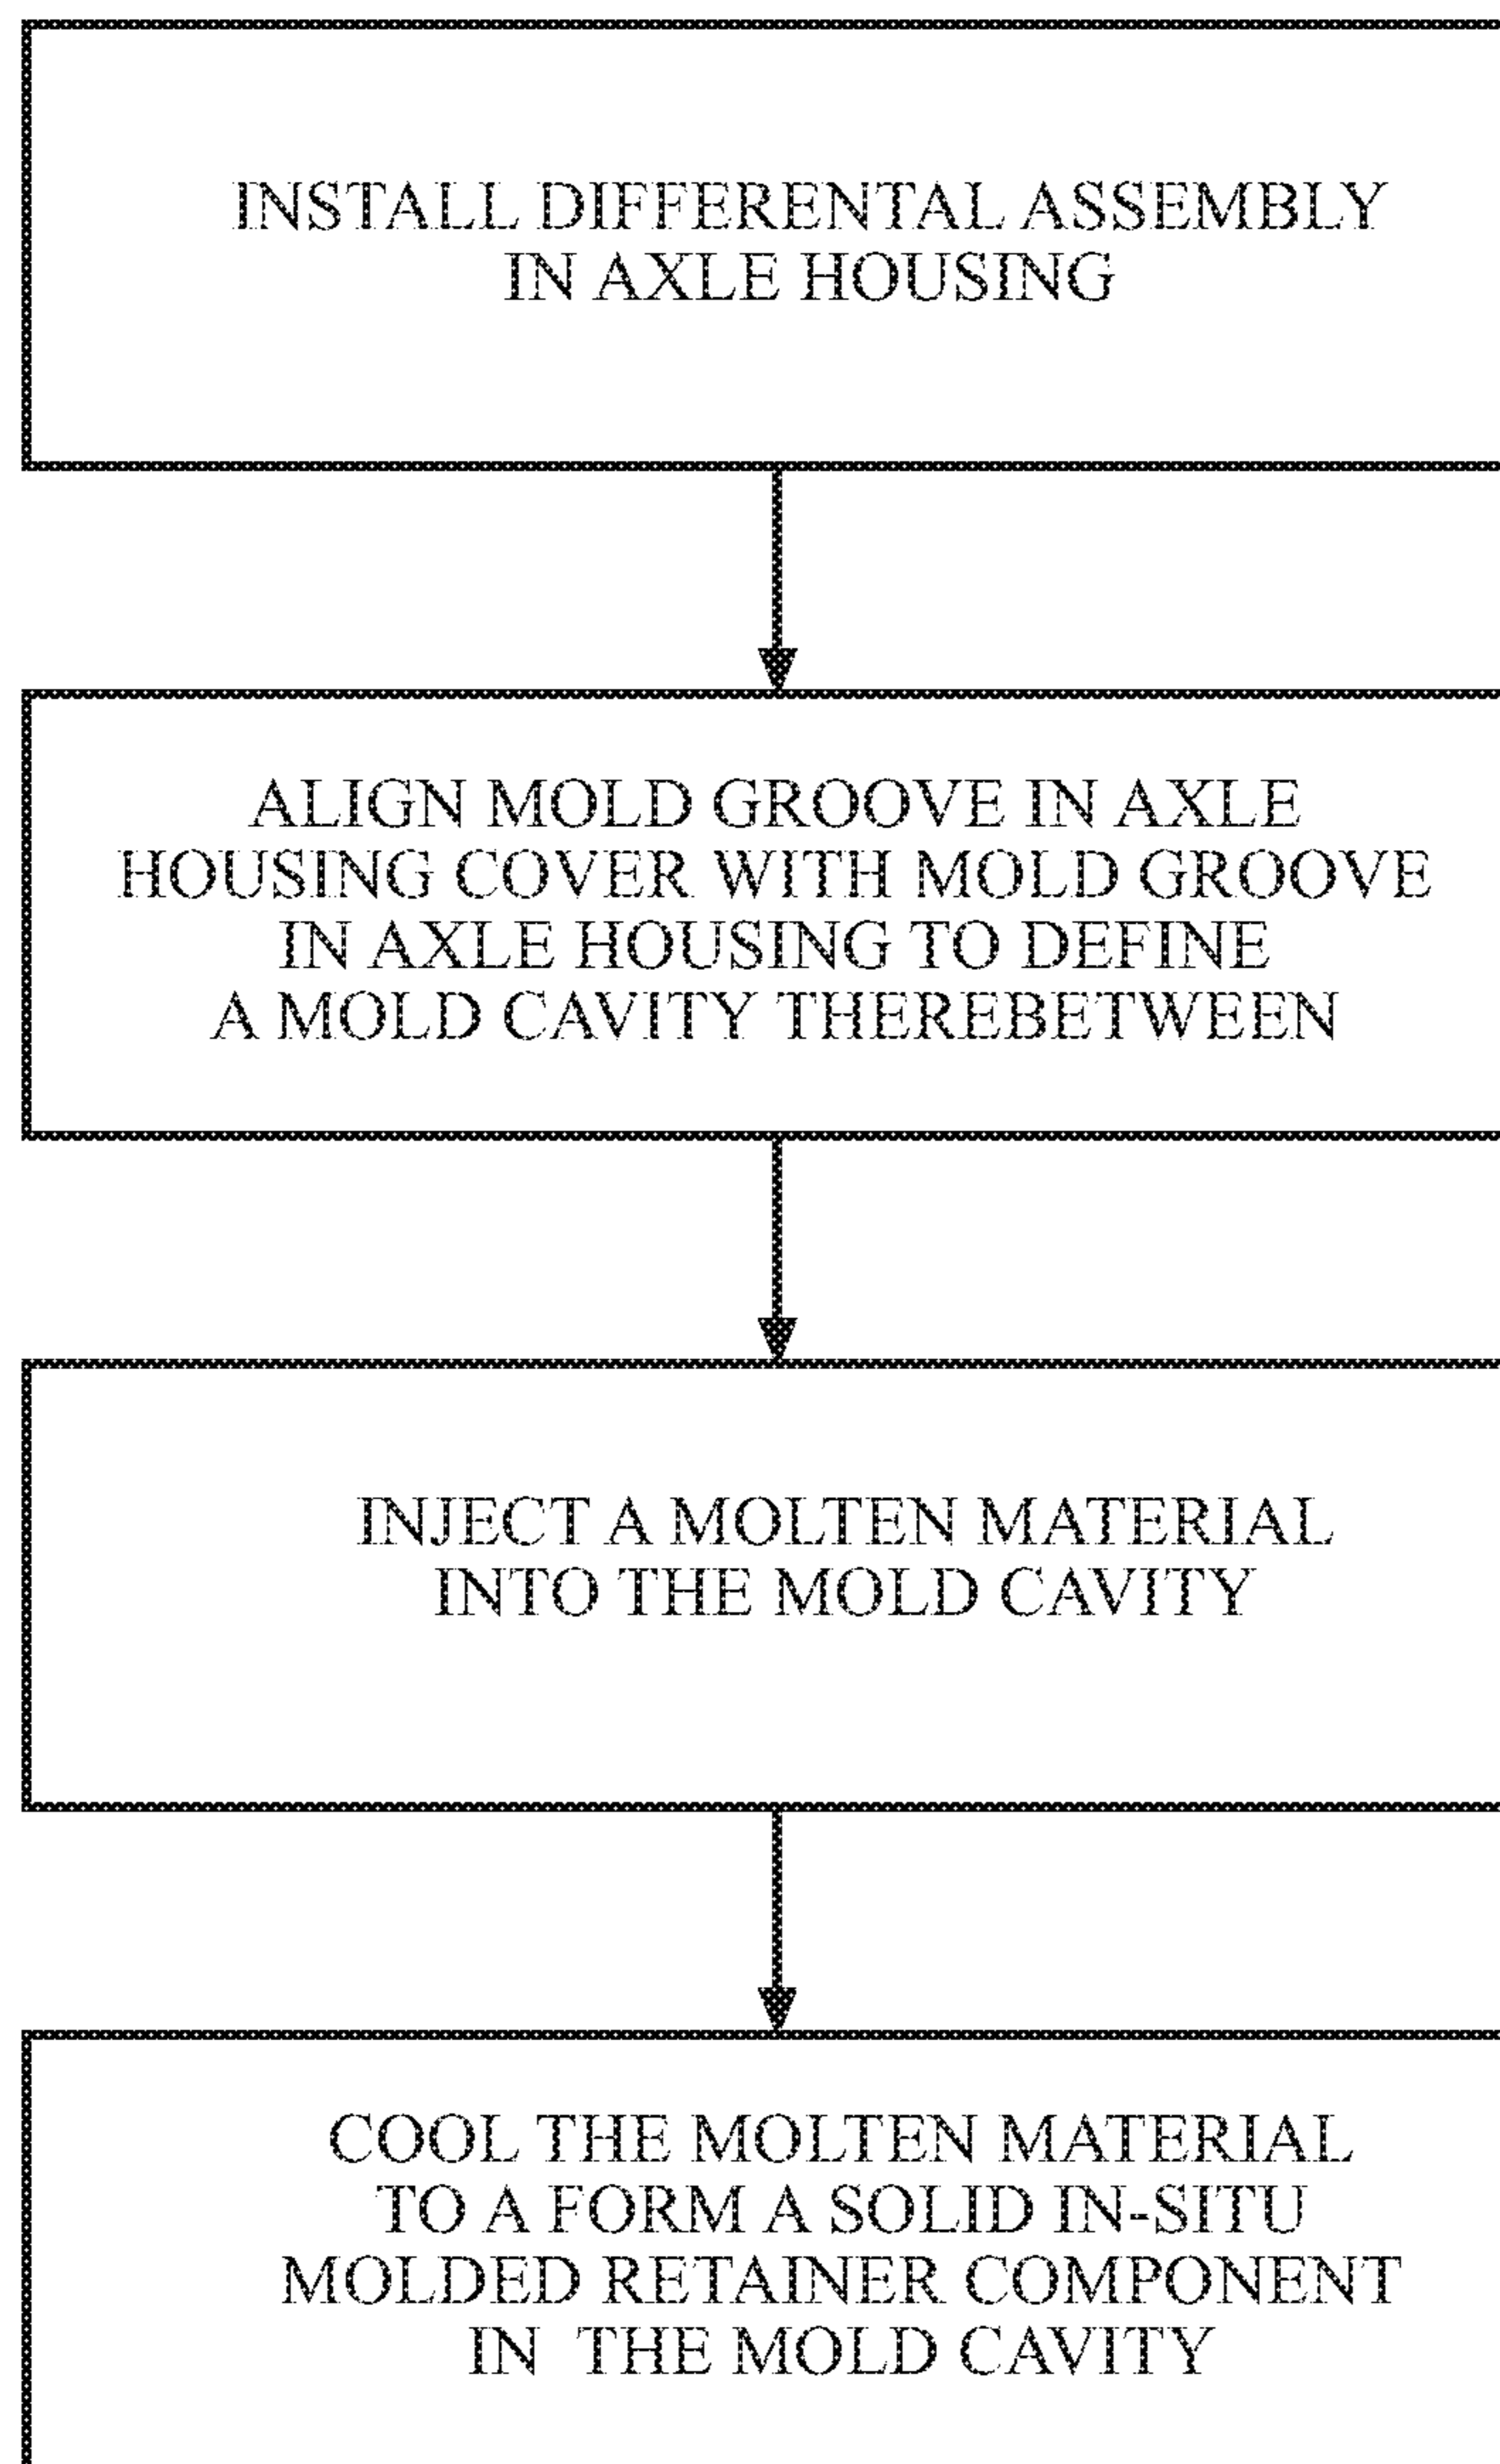 INSTALL DIFFERENTAL ASSEMBLY
IN AXLE HOUSING
ALIGN MOLD GROOVE IN AXLE
HOUSING COVER WITH MOLD GROOVE
IN AXLE HOUSING TO DEFINE
A MOLD CAVITY THEREBETWEEN
INJECT A MOLTEN MATERIAL
INTO THE MOLD CAVITY
COOL THE MOLTEN MATERIAL
TO A FORM A SOLID IN-SITU
MOLDED RETAINER COMPONENT
IN THE MOLD CAVITY